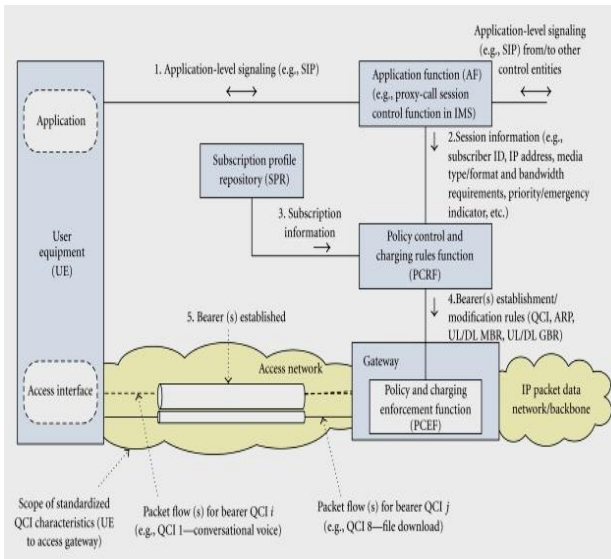 Application-level signaling
(e.g., SIP) from/to other
control entities
1. Application-level signaling (e.g., SIP)
Application function (AF)
(e.g., proxy-call session
control function in IMS)
Application
2.Session information (e.g.,
subscriber ID, IP address, media
type/format and bandwidth
requirements, priority/emergency
indicator, etc.)
Subscription profile
repository (SPR)
3. Subscription
information
Policy control and
charging rules function
(PCRF)
User
equipment
(UE)
4.Bearer(s) establishment/
modification rules (QCI, ARP,
UL/DL MBR, UL/DL GBR)
5. Bearer (s) established
Gateway
Access network
Access interface
Policy and charging
enforcement function
(PCEF)
IP packet data
network/backbone
Scope of standardized
QCI characteristics (UE
to access gateway)
Packet flow (s) for bearer QCI i
(e.g., QCI 1—conversational voice)
Packet flow (s) for bearer QCI j
(e.g., QCI 8—file download)